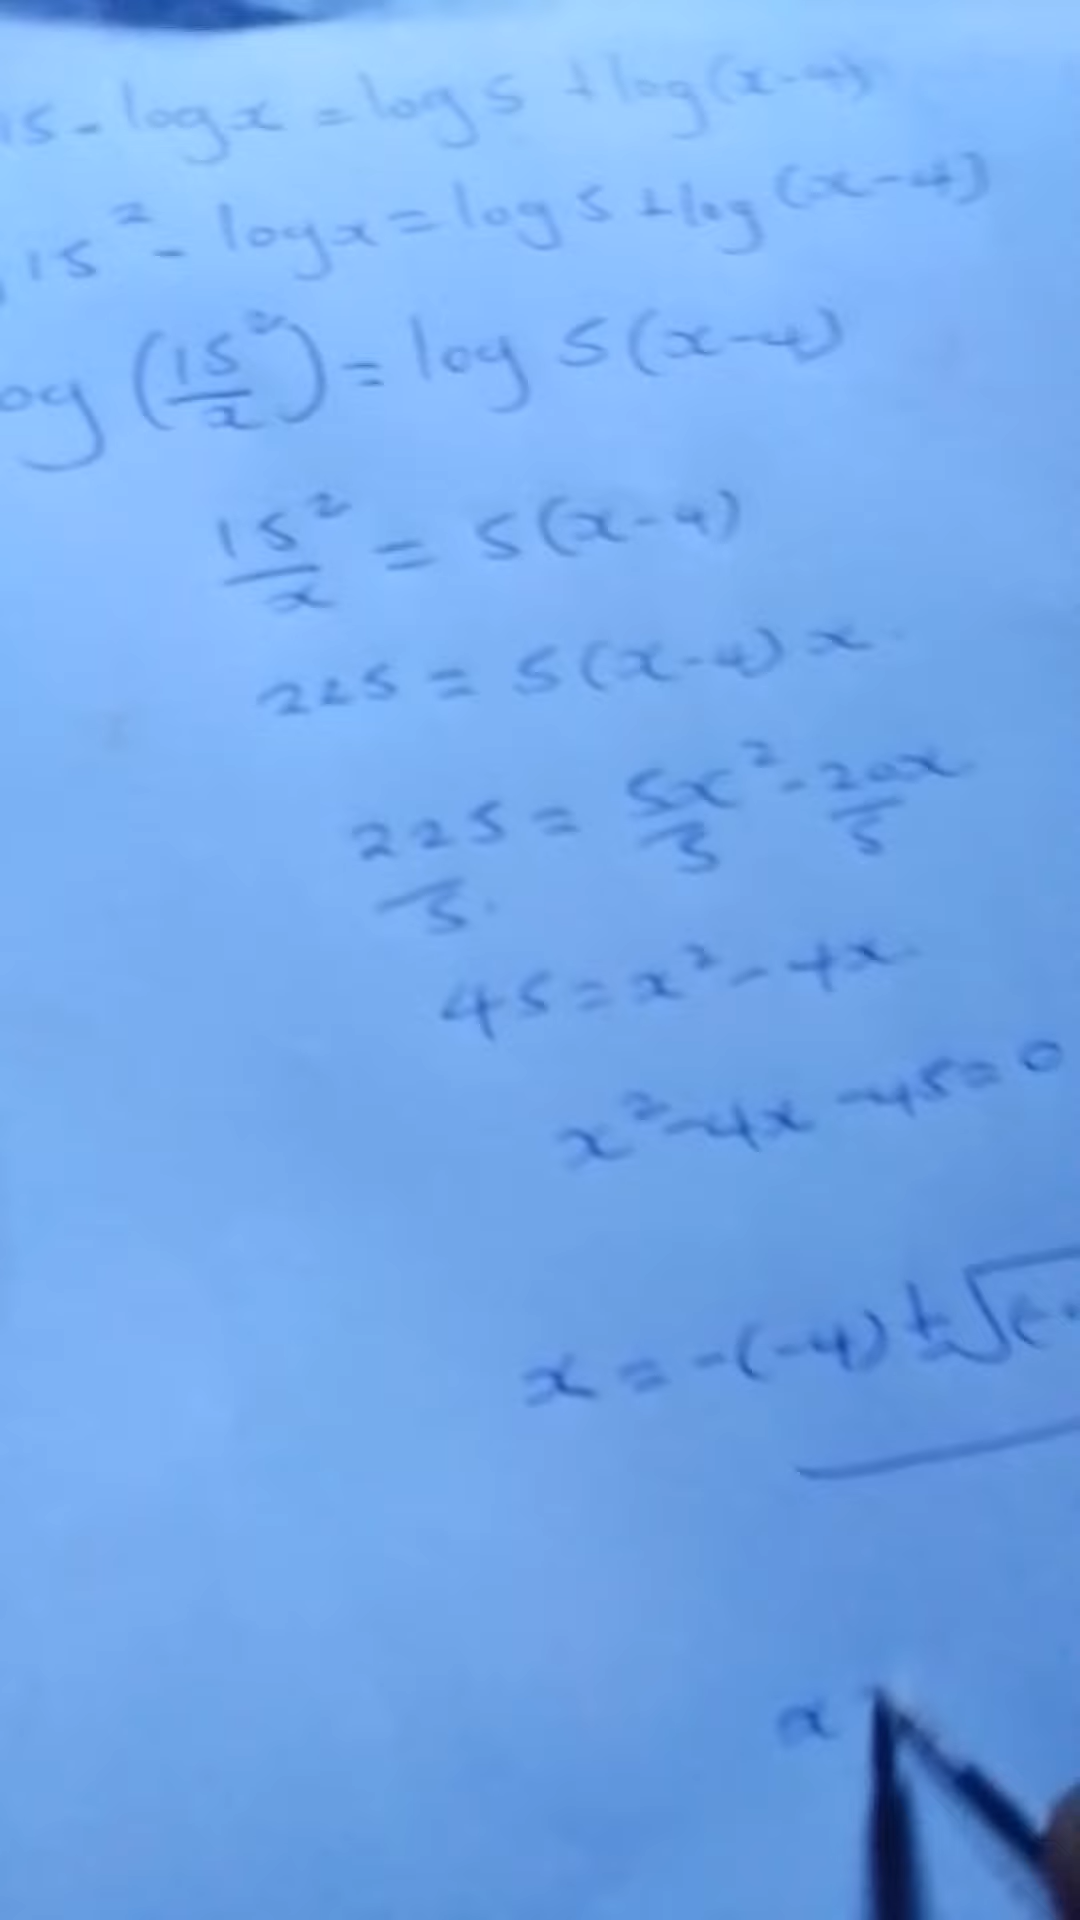 15 - log x = log 5 + log (x-4)
15² - log x = log 5 + log (x-4)
og (15²/x) = log 5(x-4)
15²/x = 5(x-4)
225 = 5(x-4)x
225/5 = 5x²/5 - 20x/5
45 = x² - 4x
x² - 4x - 45 = 0
x = -(-4) ± √(-
x